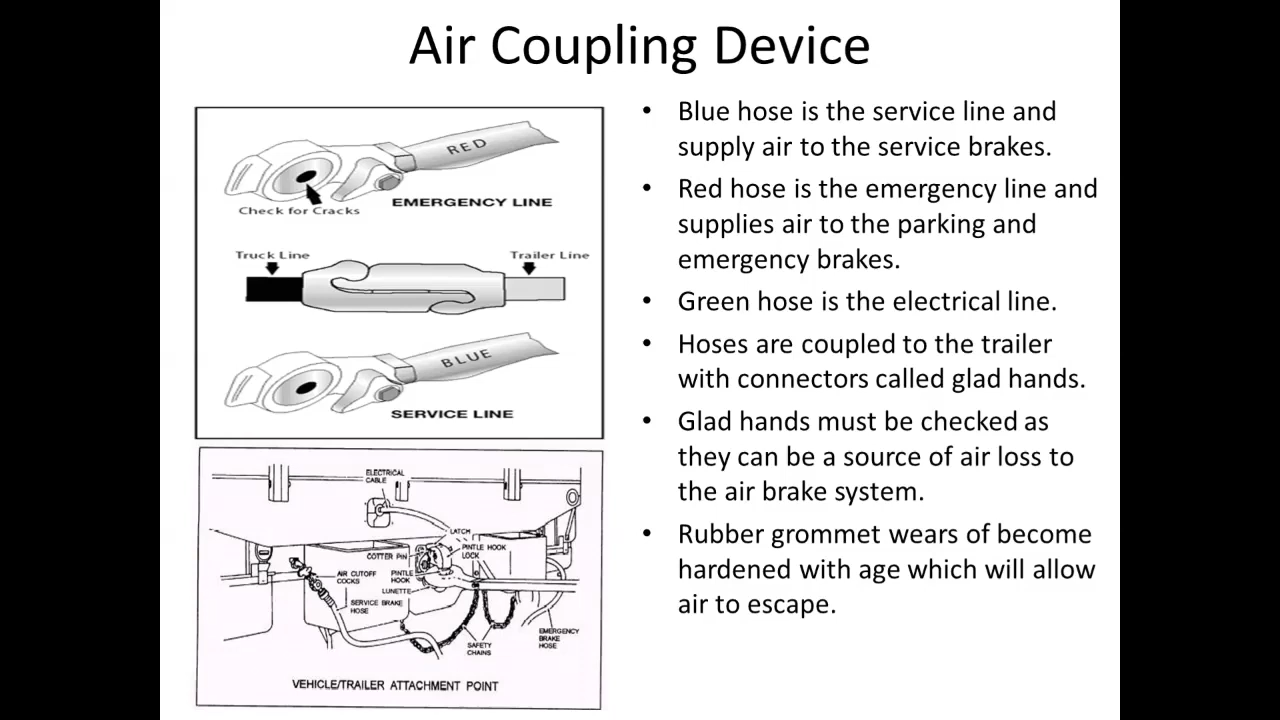 Air Coupling Device
RED
EMERGENCY LINE
Check for Cracks
Truck Line
Trailer Line
BLUE
SERVICE LINE
ELECTRICAL
CABLE
LATCH
COTTER PIN
PINTLE HOOK
LOCK
AIR CUTOFF
COCKS
PINTLE
HOOK
LUNETTE
SERVICE BRAKE
HOSE
SAFETY
CHAINS
EMERGENCY
BRAKE
HOSE
VEHICLE/TRAILER ATTACHMENT POINT
• Blue hose is the service line and
supply air to the service brakes.
• Red hose is the emergency line and
supplies air to the parking and
emergency brakes.
• Green hose is the electrical line.
• Hoses are coupled to the trailer
with connectors called glad hands.
• Glad hands must be checked as
they can be a source of air loss to
the air brake system.
• Rubber grommet wears of become
hardened with age which will allow
air to escape.